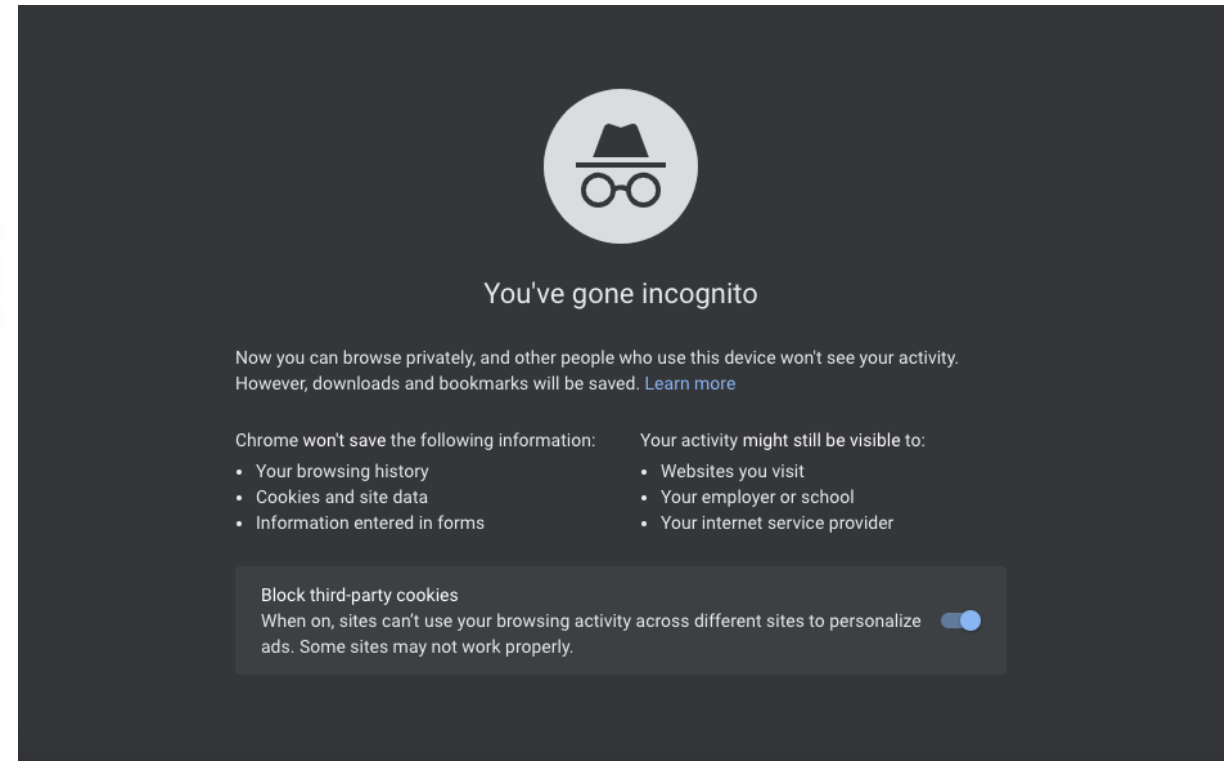 You've gone incognito
Now you can browse privately, and other people who use this device won't see your activity.
However, downloads and bookmarks will be saved. Learn more
Chrome won't save the following information:
• Your browsing history
• Cookies and site data
• Information entered in forms
Your activity might still be visible to:
• Websites you visit
• Your employer or school
• Your internet service provider
Block third-party cookies
When on, sites can’t use your browsing activity across different sites to personalize
ads. Some sites may not work properly.